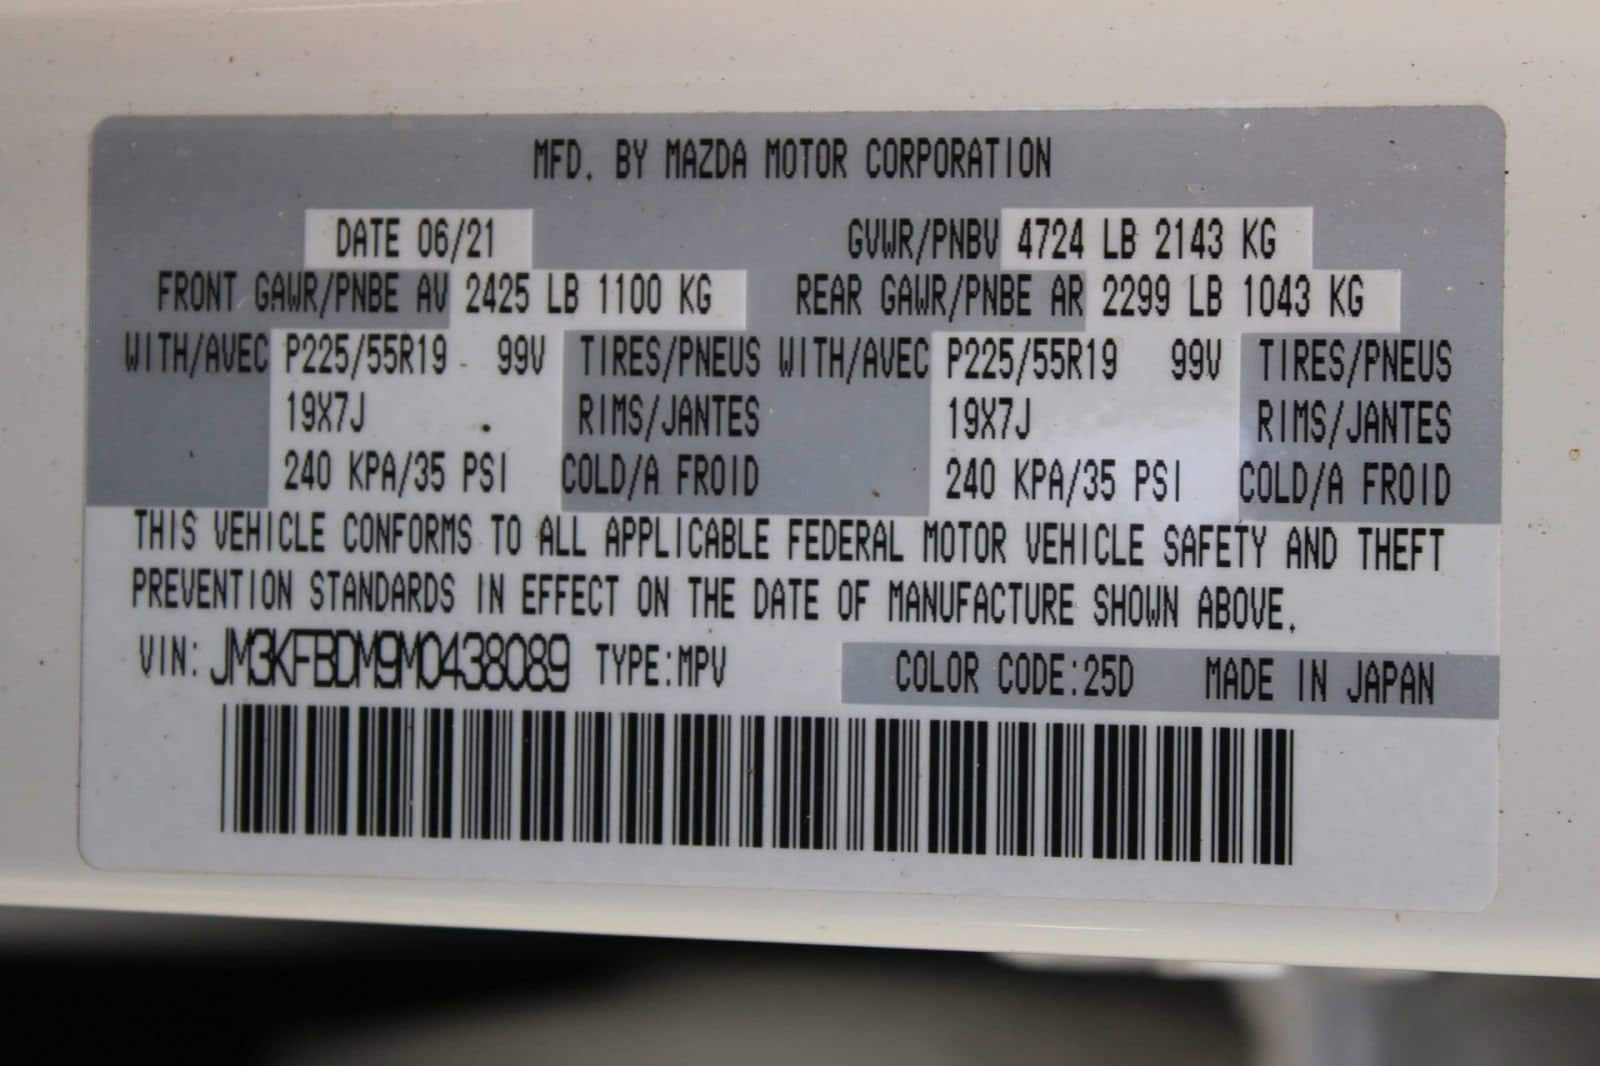 MFD. BY MAZDA MOTOR CORPORATION
DATE 06/21 GVWR/PNBV 4724 LB 2143 KG
FRONT GAWR/PNBE AV 2425 LB 1100 KG REAR GAWR/PNBE AR 2299 LB 1043 KG
WITH/AVEC P225/55R19 99V TIRES/PNEUS WITH/AVEC P225/55R19 99V TIRES/PNEUS
19X7J RIMS/JANTES 19X7J RIMS/JANTES
240 KPA/35 PSI COLD/A FROID 240 KPA/35 PSI COLD/A FROID
THIS VEHICLE CONFORMS TO ALL APPLICABLE FEDERAL MOTOR VEHICLE SAFETY AND THEFT
PREVENTION STANDARDS IN EFFECT ON THE DATE OF MANUFACTURE SHOWN ABOVE.
VIN: JM3KFBDM9M0438089 TYPE:MPV COLOR CODE:25D MADE IN JAPAN